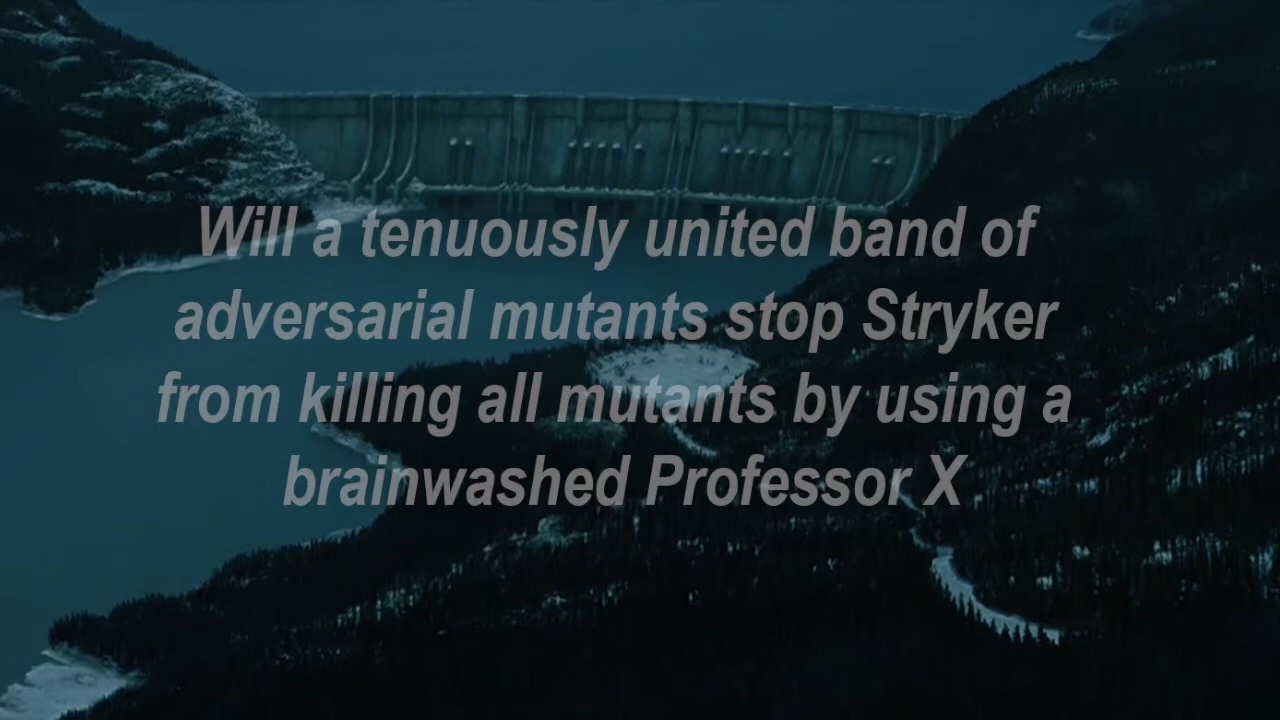 Will a tenuously united band of
adversarial mutants stop Stryker
from killing all mutants by using a
brainwashed Professor X